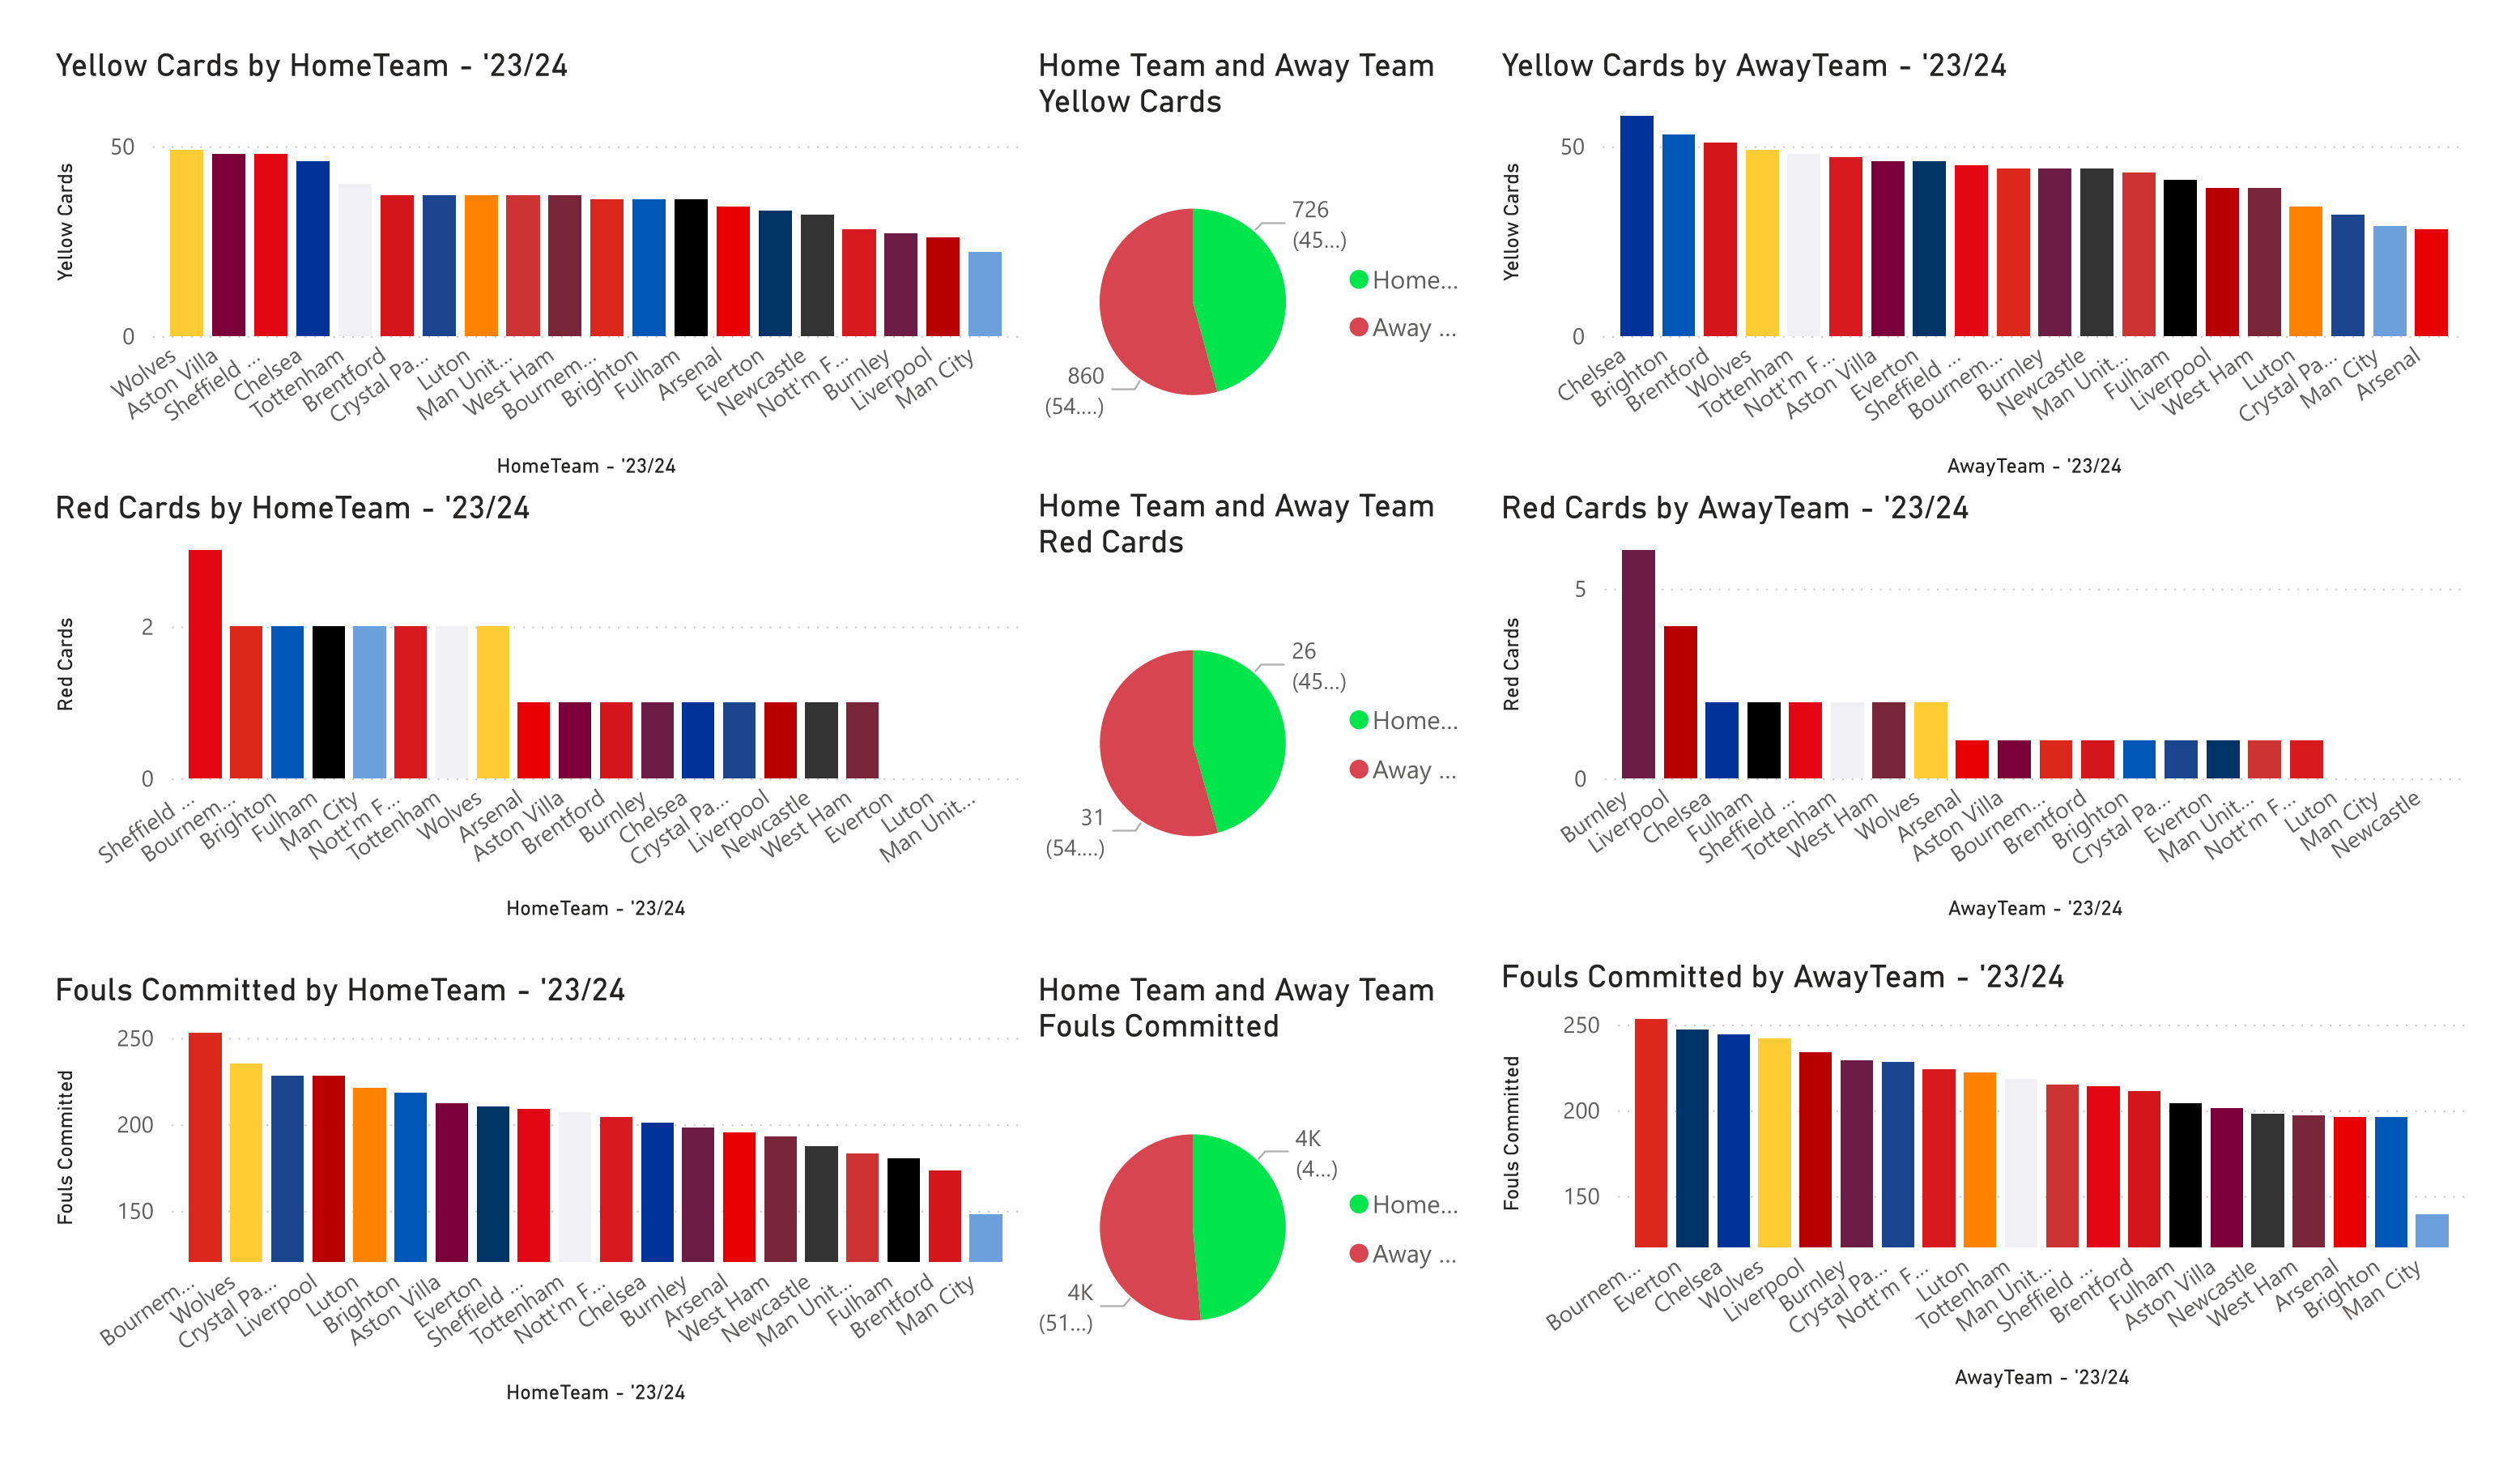 Yellow Cards by HomeTeam - '23/24
Yellow Cards
50
0
Wolves
Aston Villa
Sheffield ...
Chelsea
Tottenham
Brentford
Crystal Pa...
Luton
Man Unit...
West Ham
Bournem...
Brighton
Fulham
Arsenal
Everton
Newcastle
Nott'm F...
Burnley
Liverpool
Man City
HomeTeam - '23/24
Home Team and Away Team
Yellow Cards
726
(45...)
860
(54....)
Home...
Away ...
Yellow Cards by AwayTeam - '23/24
Yellow Cards
50
0
Chelsea
Brighton
Brentford
Wolves
Tottenham
Nott'm F...
Aston Villa
Everton
Sheffield ...
Bournem...
Burnley
Newcastle
Man Unit...
Fulham
Liverpool
West Ham
Luton
Crystal Pa...
Man City
Arsenal
AwayTeam - '23/24
Red Cards by HomeTeam - '23/24
Red Cards
2
0
Sheffield ...
Bournem...
Brighton
Fulham
Man City
Nott'm F...
Tottenham
Wolves
Arsenal
Aston Villa
Brentford
Burnley
Chelsea
Crystal Pa...
Liverpool
Newcastle
West Ham
Everton
Luton
Man Unit...
HomeTeam - '23/24
Home Team and Away Team
Red Cards
26
(45...)
31
(54....)
Home...
Away ...
Red Cards by AwayTeam - '23/24
Red Cards
5
0
Burnley
Liverpool
Chelsea
Fulham
Sheffield ...
Tottenham
West Ham
Wolves
Arsenal
Aston Villa
Bournem...
Brentford
Brighton
Crystal Pa...
Everton
Man Unit...
Nott'm F...
Luton
Man City
Newcastle
AwayTeam - '23/24
Fouls Committed by HomeTeam - '23/24
Fouls Committed
250
200
150
Bournem...
Wolves
Crystal Pa...
Liverpool
Luton
Brighton
Aston Villa
Everton
Sheffield ...
Tottenham
Nott'm F...
Chelsea
Burnley
Arsenal
West Ham
Newcastle
Man Unit...
Fulham
Brentford
Man City
HomeTeam - '23/24
Home Team and Away Team
Fouls Committed
4K
(4...)
4K
(51...)
Home...
Away ...
Fouls Committed by AwayTeam - '23/24
Fouls Committed
250
200
150
Bournem...
Everton
Chelsea
Wolves
Liverpool
Burnley
Crystal Pa...
Nott'm F...
Luton
Tottenham
Man Unit...
Sheffield ...
Brentford
Fulham
Aston Villa
Newcastle
West Ham
Arsenal
Brighton
Man City
AwayTeam - '23/24